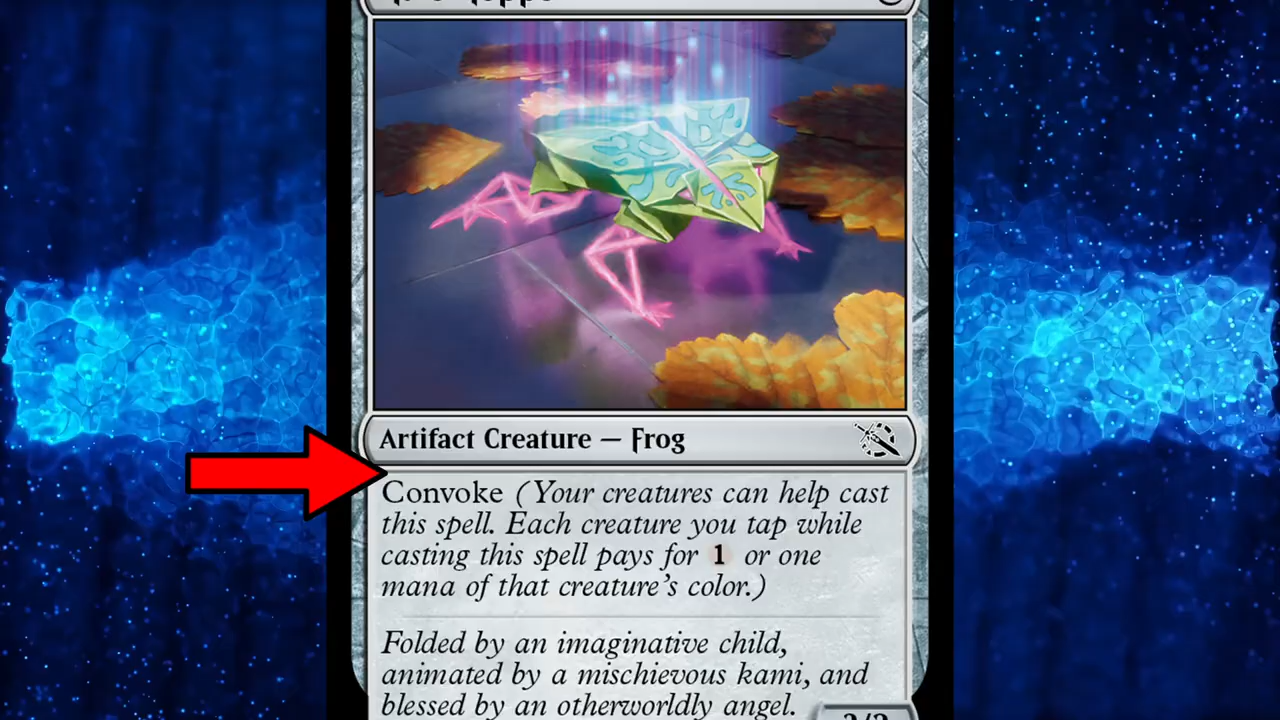 Artifact Creature — Frog
Convoke (Your creatures can help cast
this spell. Each creature you tap while
casting this spell pays for 1 or one
mana of that creature's color.)
Folded by an imaginative child,
animated by a mischievous kami, and
blessed by an otherworldly angel.